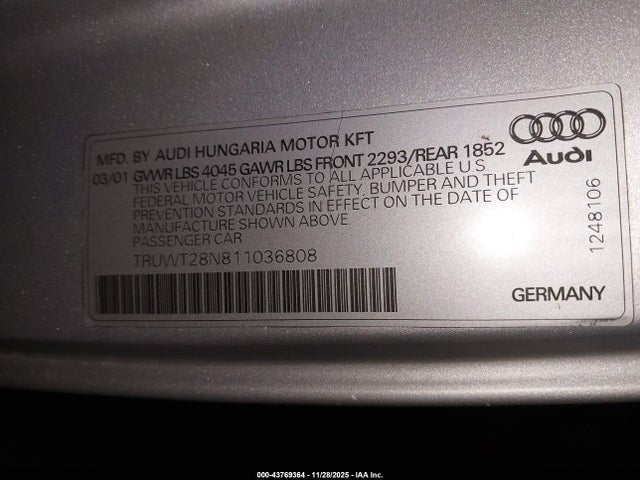 MFD. BY AUDI HUNGARIA MOTOR KFT
03/01 GVWR LBS 4045 GAWR LBS FRONT 2293/REAR 1852
THIS VEHICLE CONFORMS TO ALL APPLICABLE U.S
FEDERAL MOTOR VEHICLE SAFETY, BUMPER AND THEFT
PREVENTION STANDARDS IN EFFECT ON THE DATE OF
MANUFACTURE SHOWN ABOVE.
PASSENGER CAR
TRUWT28N811036808
Audi
1248106
GERMANY
000-43769364 - 11/28/2025 - IAA Inc.